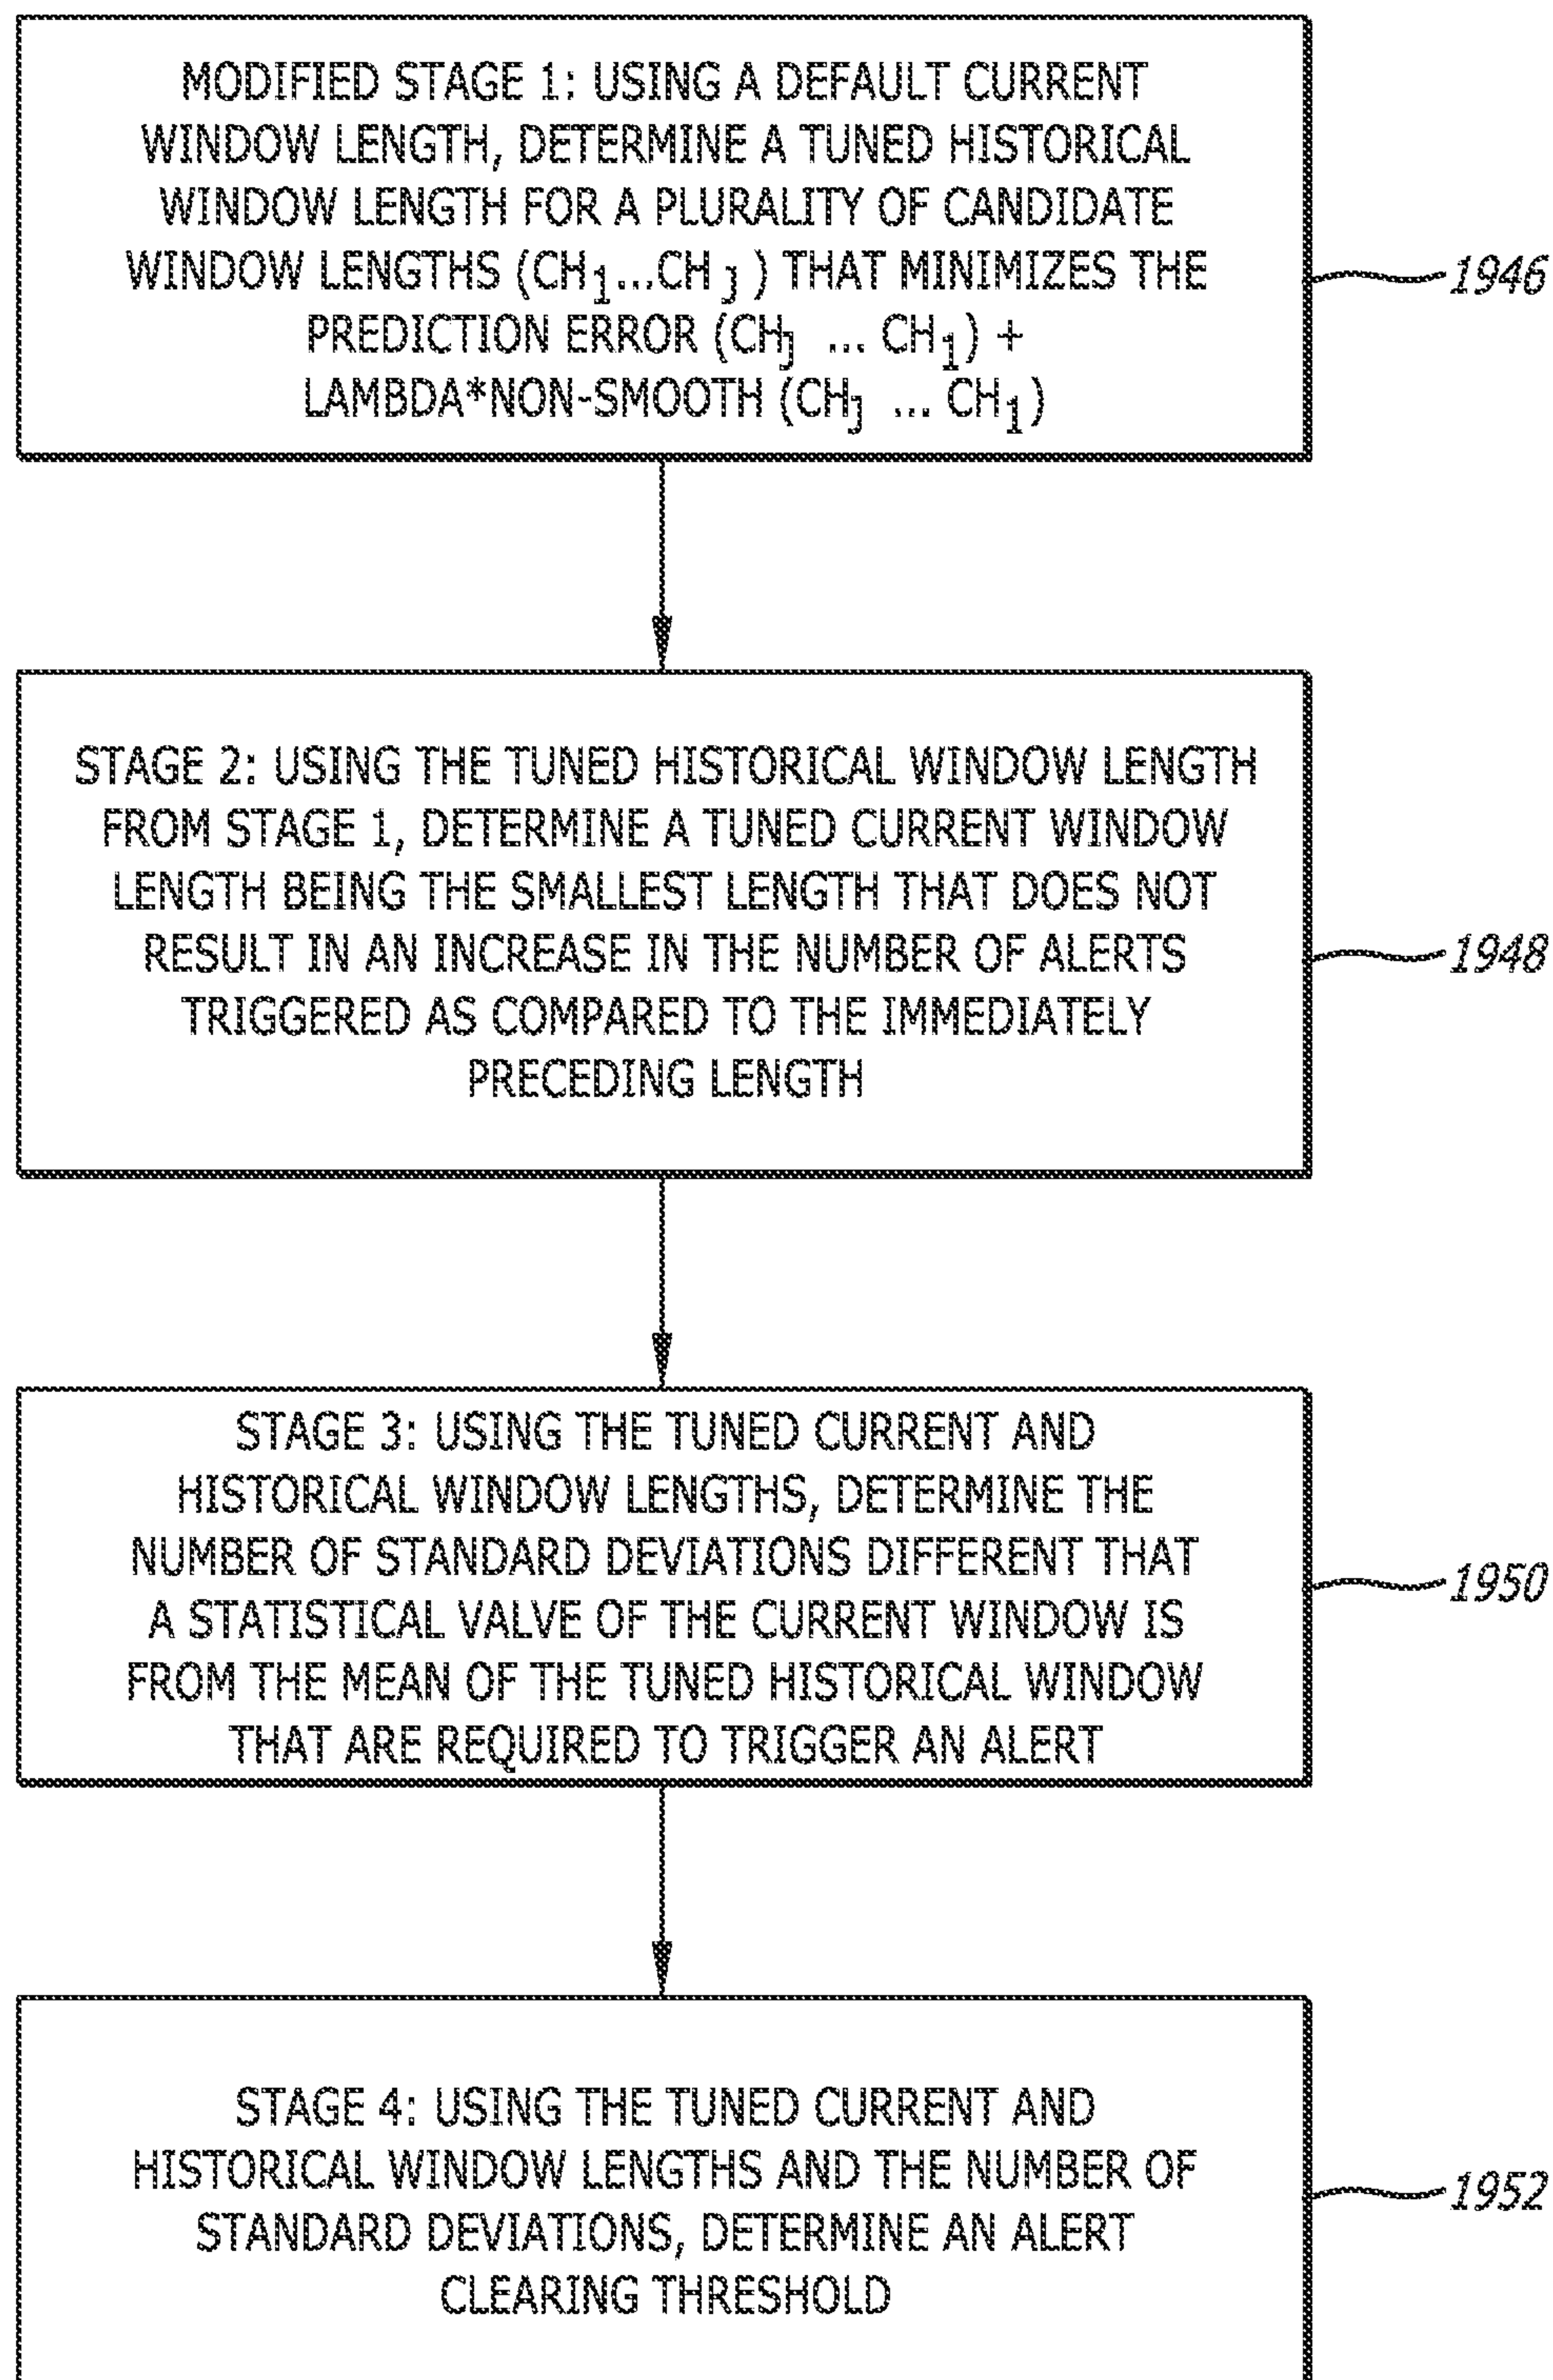 MODIFIED STAGE 1: USING A DEFAULT CURRENT
WINDOW LENGTH, DETERMINE A TUNED HISTORICAL
WINDOW LENGTH FOR A PLURALITY OF CANDIDATE
WINDOW LENGTHS (CH1...CH J) THAT MINIMIZES THE
PREDICTION ERROR (CHJ ... CH1) +
LAMBDA*NON-SMOOTH (CHJ ... CH1)
1946
STAGE 2: USING THE TUNED HISTORICAL WINDOW LENGTH
FROM STAGE 1, DETERMINE A TUNED CURRENT WINDOW
LENGTH BEING THE SMALLEST LENGTH THAT DOES NOT
RESULT IN AN INCREASE IN THE NUMBER OF ALERTS
TRIGGERED AS COMPARED TO THE IMMEDIATELY
PRECEDING LENGTH
1948
STAGE 3: USING THE TUNED CURRENT AND
HISTORICAL WINDOW LENGTHS, DETERMINE THE
NUMBER OF STANDARD DEVIATIONS DIFFERENT THAT
A STATISTICAL VALVE OF THE CURRENT WINDOW IS
FROM THE MEAN OF THE TUNED HISTORICAL WINDOW
THAT ARE REQUIRED TO TRIGGER AN ALERT
1950
STAGE 4: USING THE TUNED CURRENT AND
HISTORICAL WINDOW LENGTHS AND THE NUMBER OF
STANDARD DEVIATIONS, DETERMINE AN ALERT
CLEARING THRESHOLD
1952